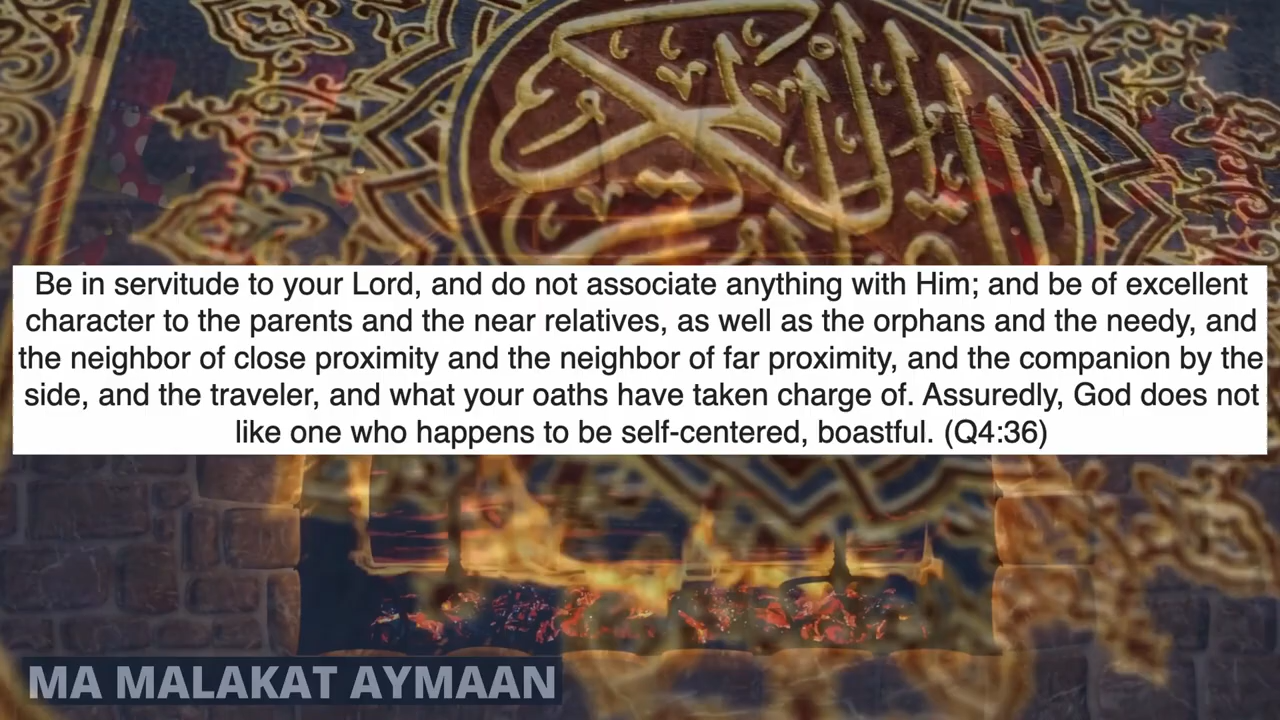 Be in servitude to your Lord, and do not associate anything with Him; and be of excellent
character to the parents and the near relatives, as well as the orphans and the needy, and
the neighbor of close proximity and the neighbor of far proximity, and the companion by the
side, and the traveler, and what your oaths have taken charge of. Assuredly, God does not
like one who happens to be self-centered, boastful. (Q4:36)
MA MALAKAT AYMAAN